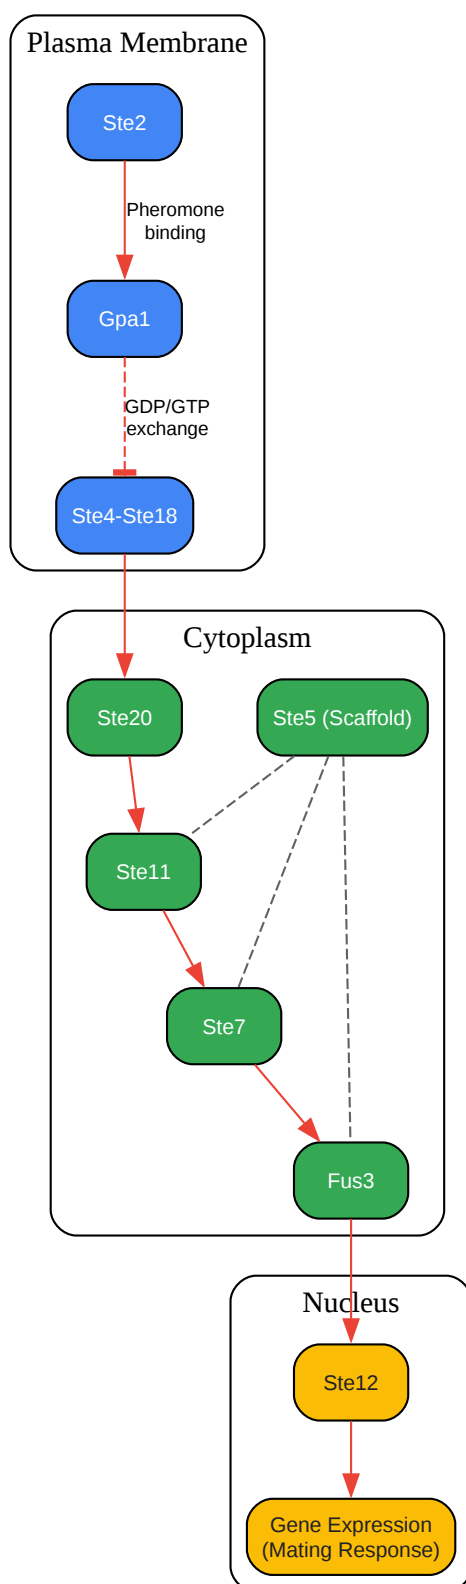 Plasma Membrane
Ste2
Pheromone
binding
Gpa1
GDP/GTP
exchange
Ste4-Ste18
Cytoplasm
Ste20
Ste5 (Scaffold)
Ste11
Ste7
Fus3
Nucleus
Ste12
Gene Expression
(Mating Response)